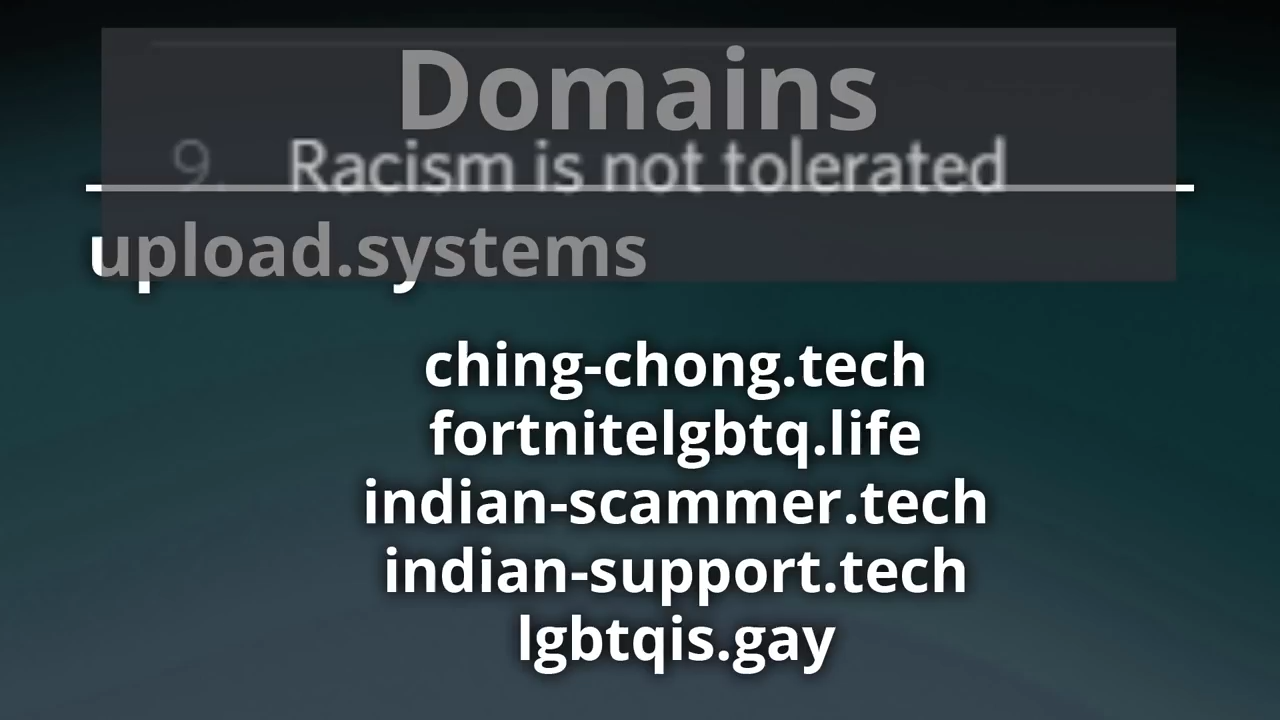 Domains
9. Racism is not tolerated
upload.systems
ching-chong.tech
fortnitelgbtq.life
indian-scammer.tech
indian-support.tech
lgbtqis.gay